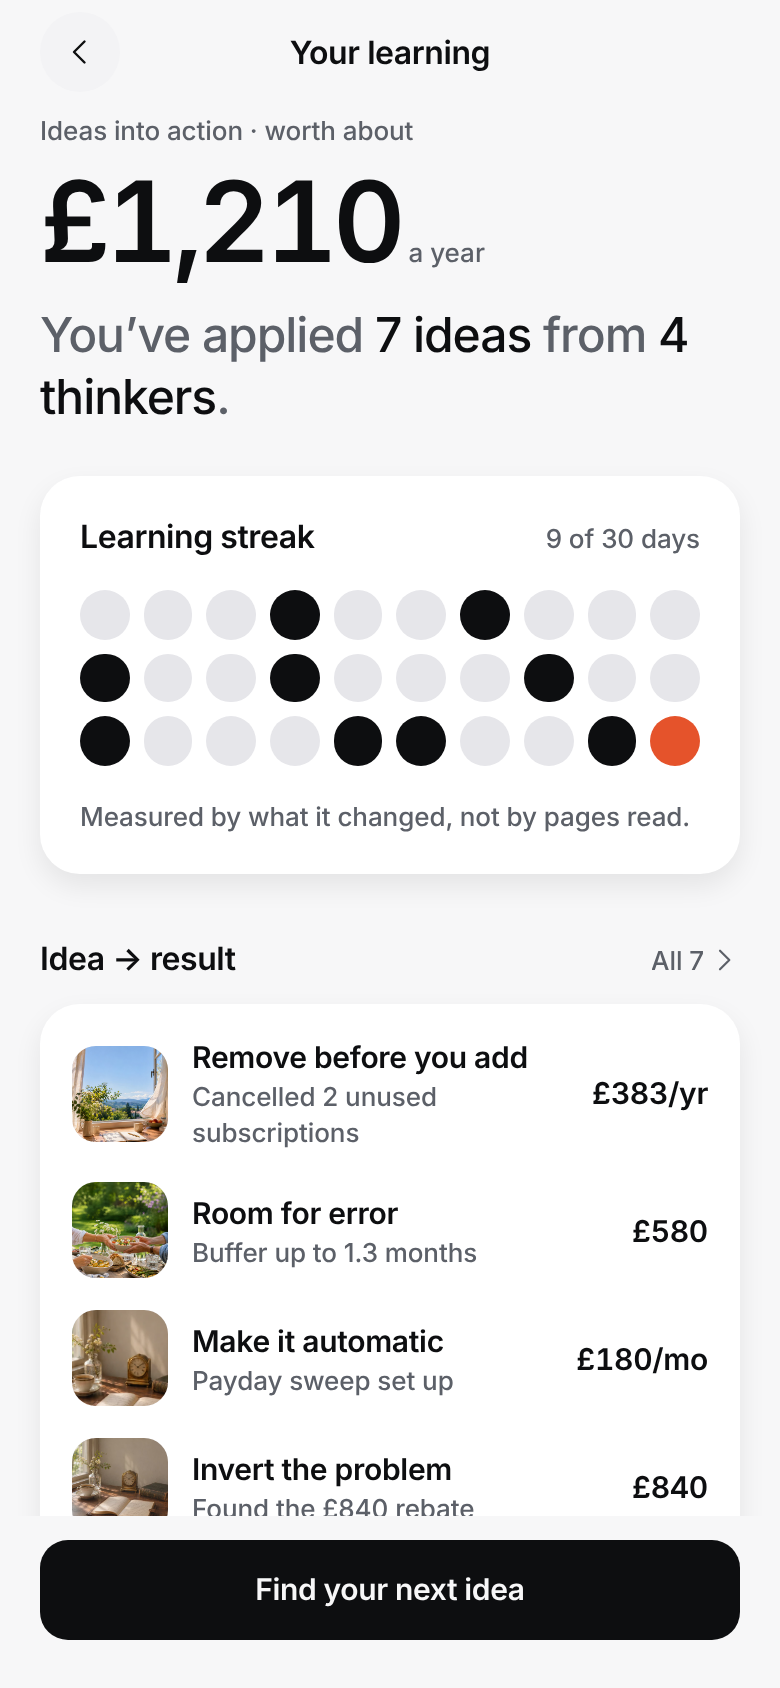 Your learning
Ideas into action · worth about
£1,210 a year
You’ve applied 7 ideas from 4
thinkers.
Learning streak
9 of 30 days
Measured by what it changed, not by pages read.
Idea → result
All 7
Remove before you add
Cancelled 2 unused
subscriptions
£383/yr
Room for error
Buffer up to 1.3 months
£580
Make it automatic
Payday sweep set up
£180/mo
Invert the problem
Found the £840 rebate
£840
Find your next idea